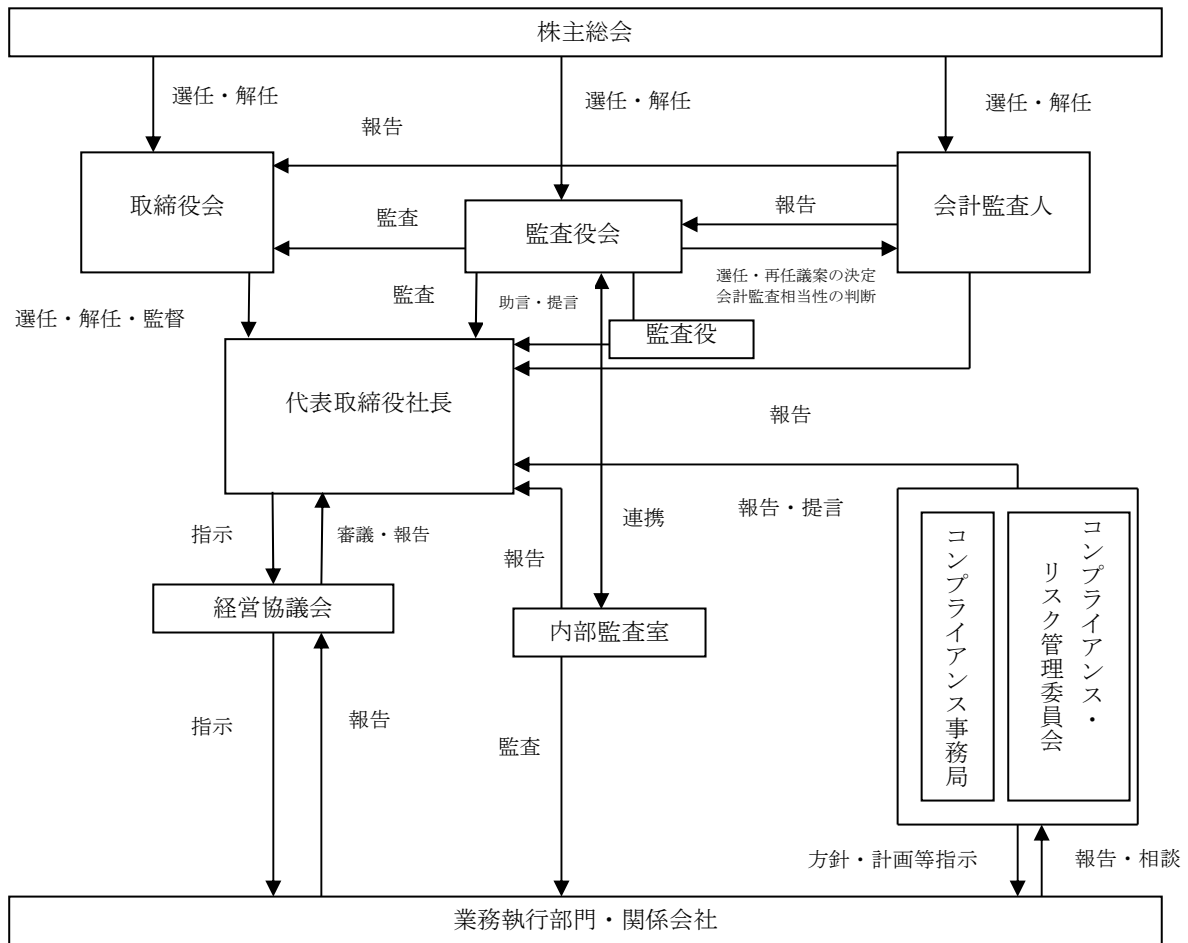 株主総会
選任・解任
選任・解任
選任・解任
報告
取締役会
会計監査人
監査役会
報告
監査
選任・再任議案の決定
会計監査相当性の判断
監査
助言・提言
選任・解任・監督
監査役
代表取締役社長
報告
報告・提言
連携
指示
審議・報告
報告
経営協議会
内部監査室
コンプライアンス事務局
コンプライアンス・
リスク管理委員会
指示
報告
監査
方針・計画等指示
報告・相談
業務執行部門・関係会社